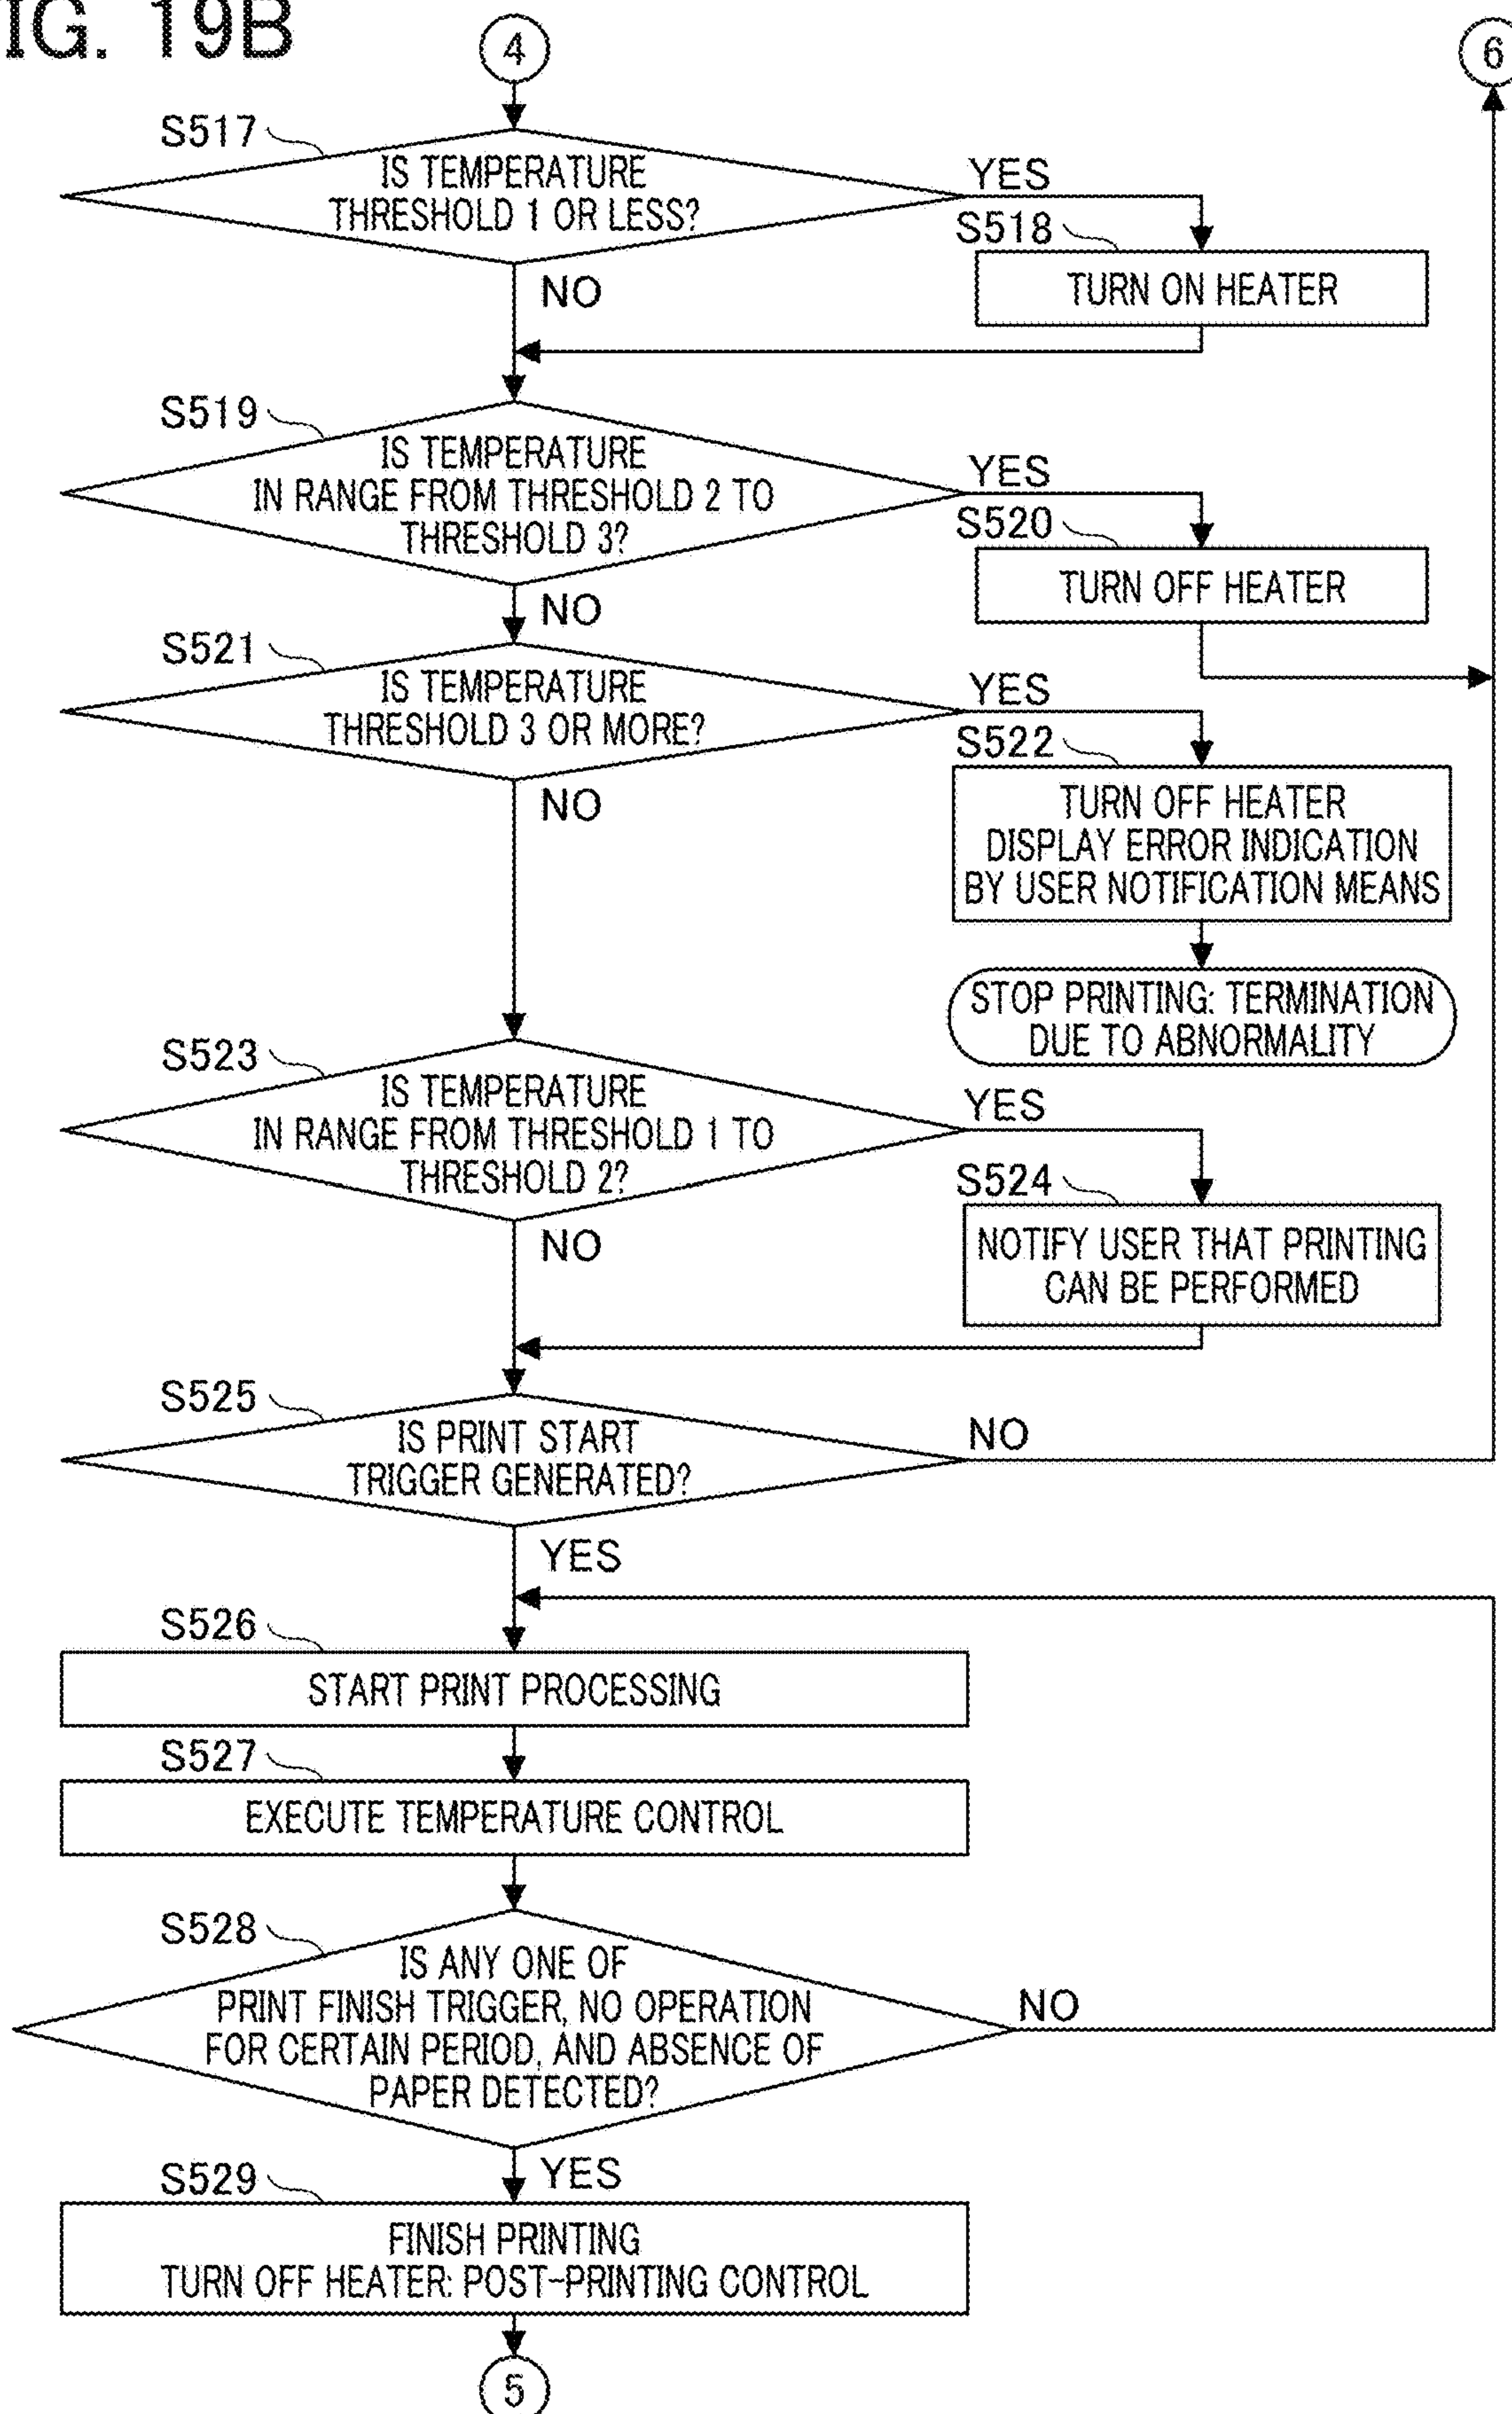 IG. 19B
4
6
S517
IS TEMPERATURE
THRESHOLD 1 OR LESS?
YES
S518
TURN ON HEATER
NO
S519
IS TEMPERATURE
IN RANGE FROM THRESHOLD 2 TO
THRESHOLD 3?
YES
S520
TURN OFF HEATER
NO
S521
IS TEMPERATURE
THRESHOLD 3 OR MORE?
YES
S522
TURN OFF HEATER
DISPLAY ERROR INDICATION
BY USER NOTIFICATION MEANS
NO
STOP PRINTING: TERMINATION
DUE TO ABNORMALITY
S523
IS TEMPERATURE
IN RANGE FROM THRESHOLD 1 TO
THRESHOLD 2?
YES
S524
NOTIFY USER THAT PRINTING
CAN BE PERFORMED
NO
S525
IS PRINT START
TRIGGER GENERATED?
NO
YES
S526
START PRINT PROCESSING
S527
EXECUTE TEMPERATURE CONTROL
S528
IS ANY ONE OF
PRINT FINISH TRIGGER, NO OPERATION
FOR CERTAIN PERIOD, AND ABSENCE OF
PAPER DETECTED?
NO
YES
S529
FINISH PRINTING
TURN OFF HEATER: POST-PRINTING CONTROL
5